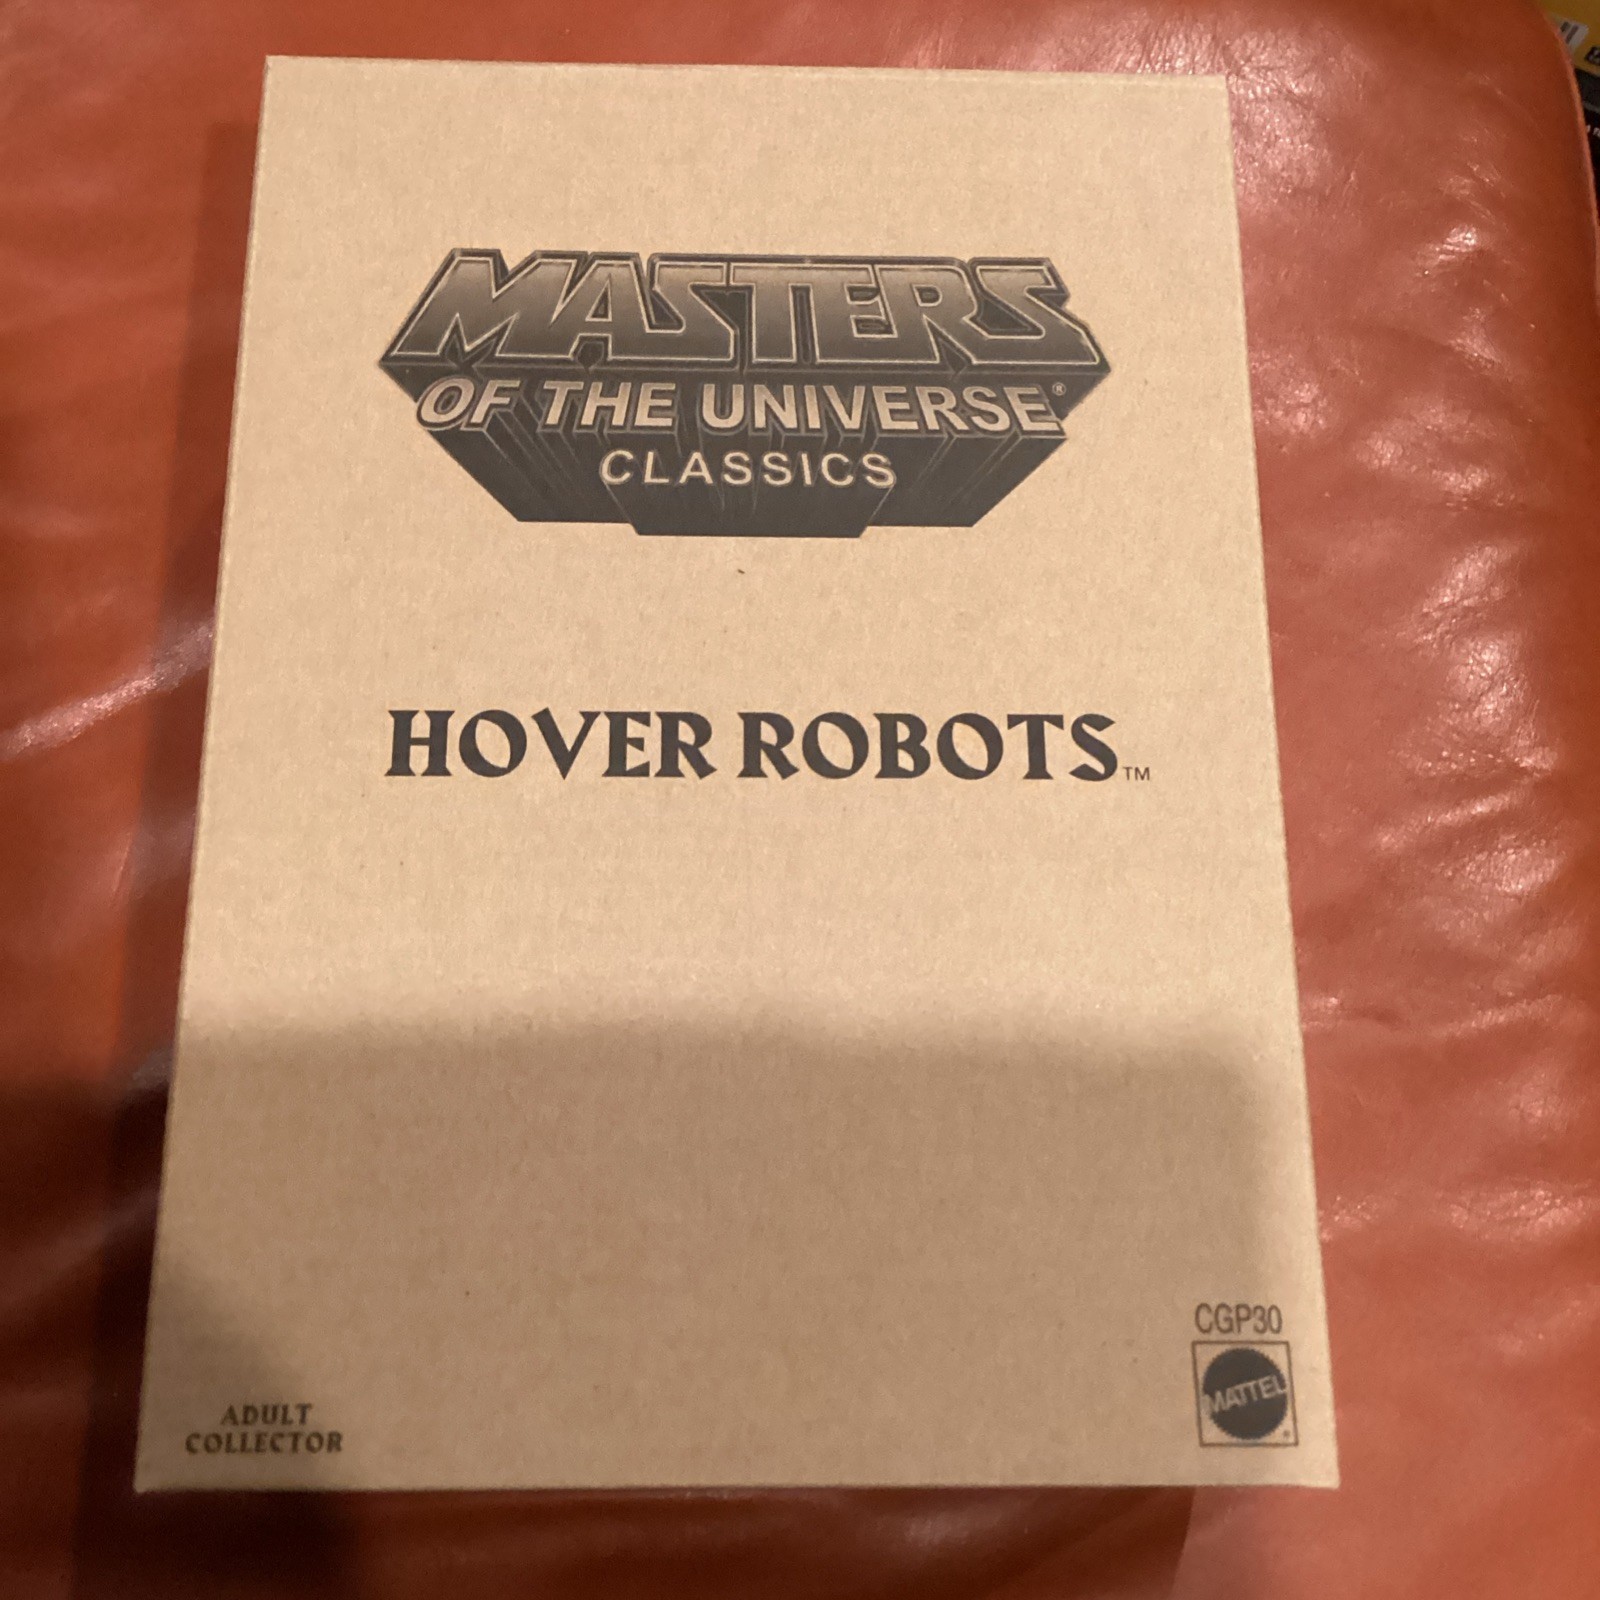 MASTERS
OF THE UNIVERSE®
CLASSICS
HOVER ROBOTS™
CGP30
MATTEL
ADULT
COLLECTOR